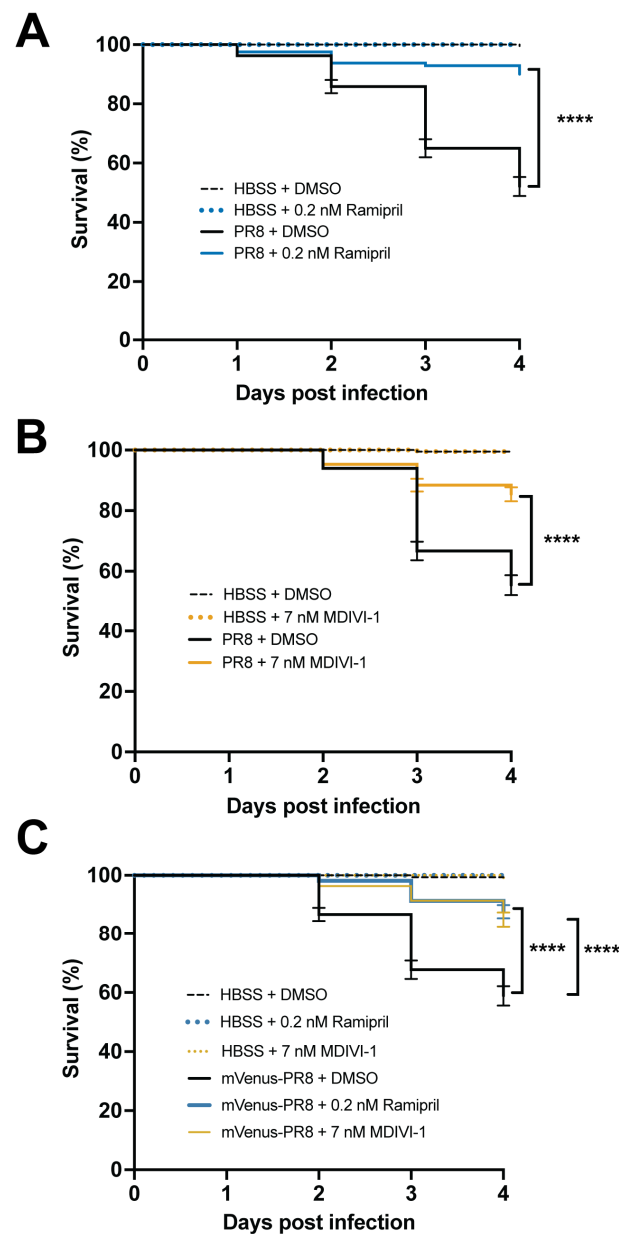 A
Survival (%)
100
80
60
40
20
0
HBSS + DMSO
HBSS + 0.2 nM Ramipril
PR8 + DMSO
PR8 + 0.2 nM Ramipril
****
0 1 2 3 4
Days post infection
B
Survival (%)
100
80
60
40
20
0
HBSS + DMSO
HBSS + 7 nM MDIVI-1
PR8 + DMSO
PR8 + 7 nM MDIVI-1
****
0 1 2 3 4
Days post infection
C
Survival (%)
100
80
60
40
20
0
HBSS + DMSO
HBSS + 0.2 nM Ramipril
HBSS + 7 nM MDIVI-1
mVenus-PR8 + DMSO
mVenus-PR8 + 0.2 nM Ramipril
mVenus-PR8 + 7 nM MDIVI-1
**** ****
0 1 2 3 4
Days post infection